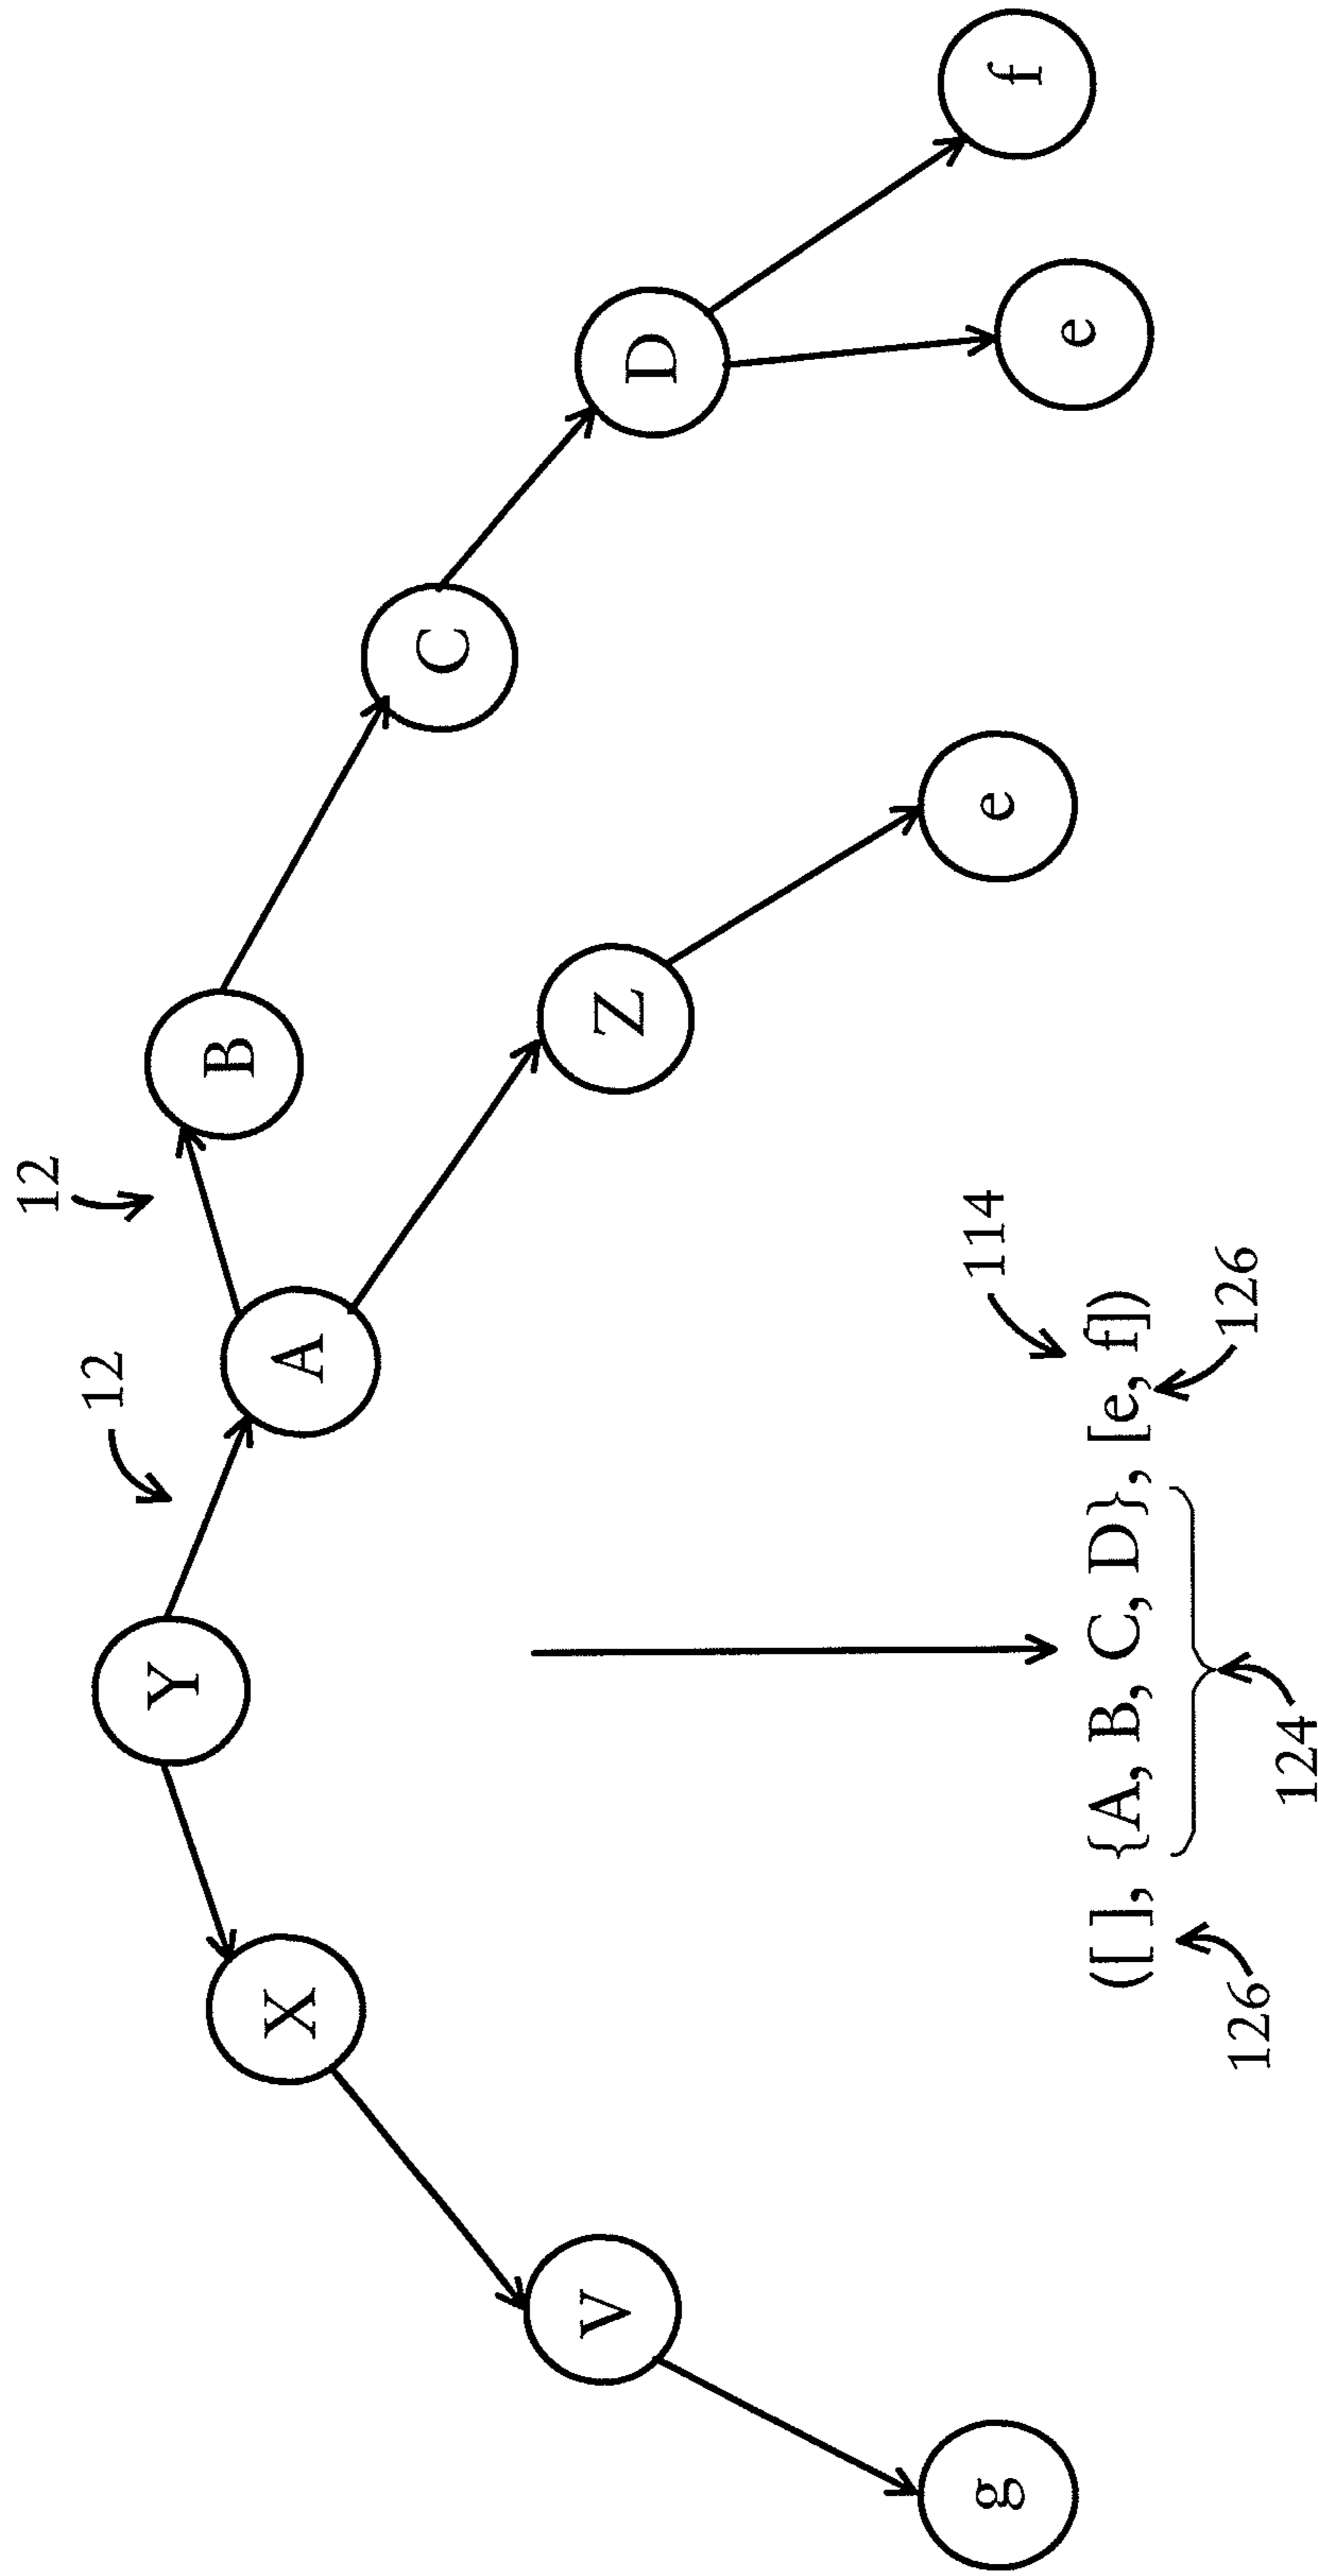 12
12
Y
B
A
X
C
Z
D
V
g
e
e
f
114
([ ], {A, B, C, D}, [e, f])
126
124
126